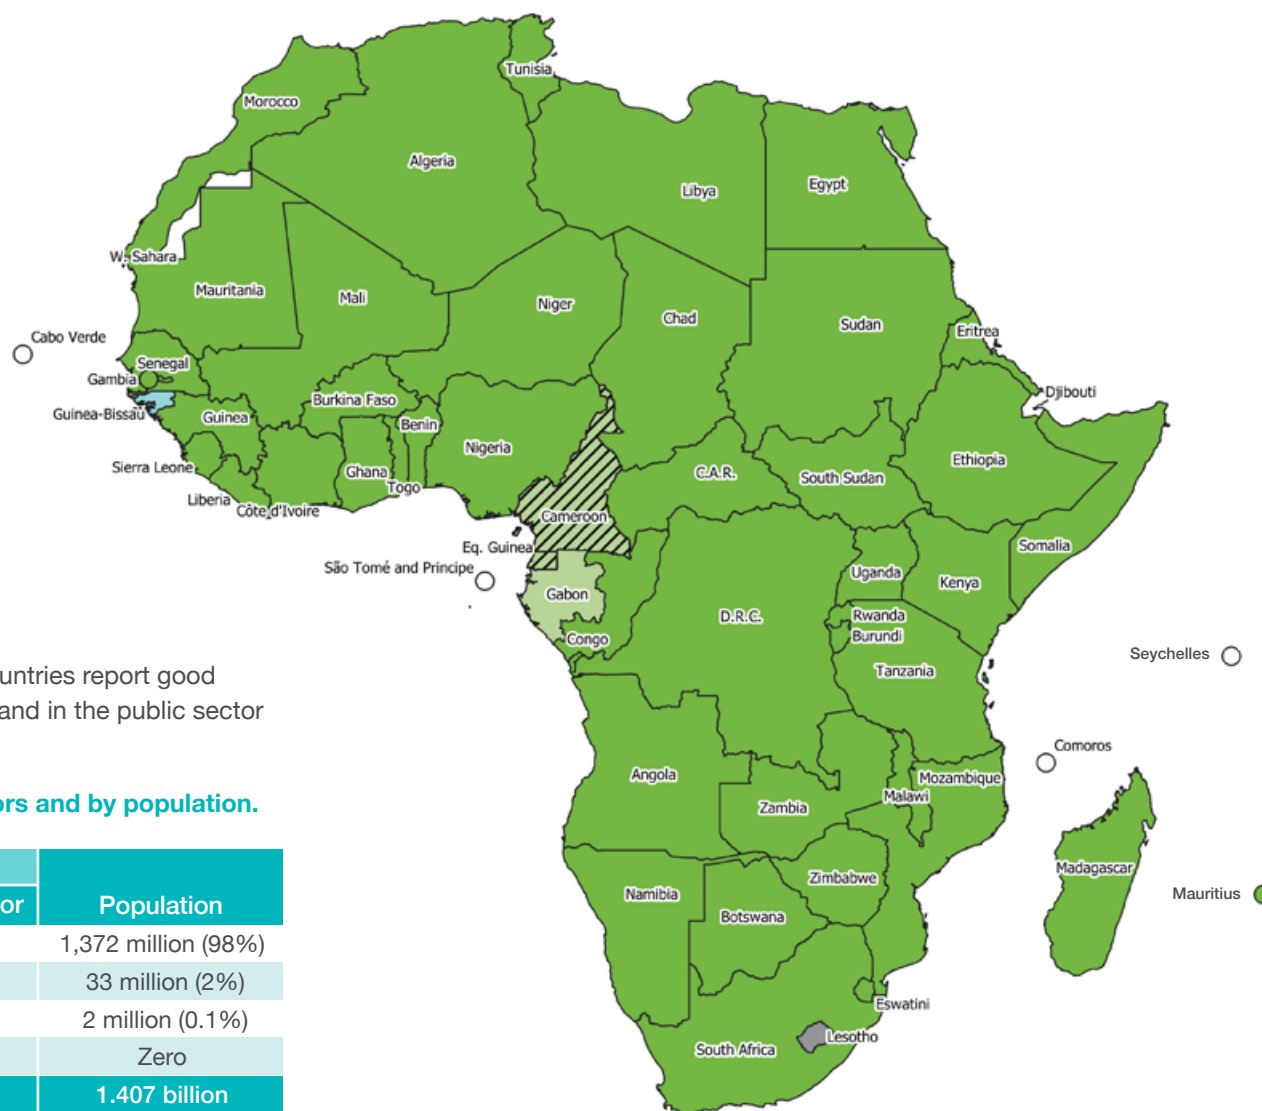 Tunisia
Morocco
Algeria
Libya
Egypt
W. Sahara
Mauritania
Mali
Niger
Chad
Sudan
Eritrea
Cabo Verde
Senegal
Gambia
Djibouti
Burkina Faso
Guinea-Bissau
Guinea
Benin
Nigeria
Ethiopia
Sierra Leone
Ghana
C.A.R.
South Sudan
Togo
Liberia
Côte d'Ivoire
Cameroon
Eq. Guinea
Somalia
São Tomé and Principe
Uganda
Kenya
Gabon
D.R.C.
Rwanda
Congo
Burundi
Seychelles
Tanzania
untries report good
and in the public sector
Comoros
Angola
Mozambique
Malawi
Zambia
ors and by population.
Madagascar
Zimbabwe
Namibia
Mauritius
Botswana
or Population
1,372 million (98%)
33 million (2%)
2 million (0.1%)
Zero
1.407 billion
Eswatini
Lesotho
South Africa